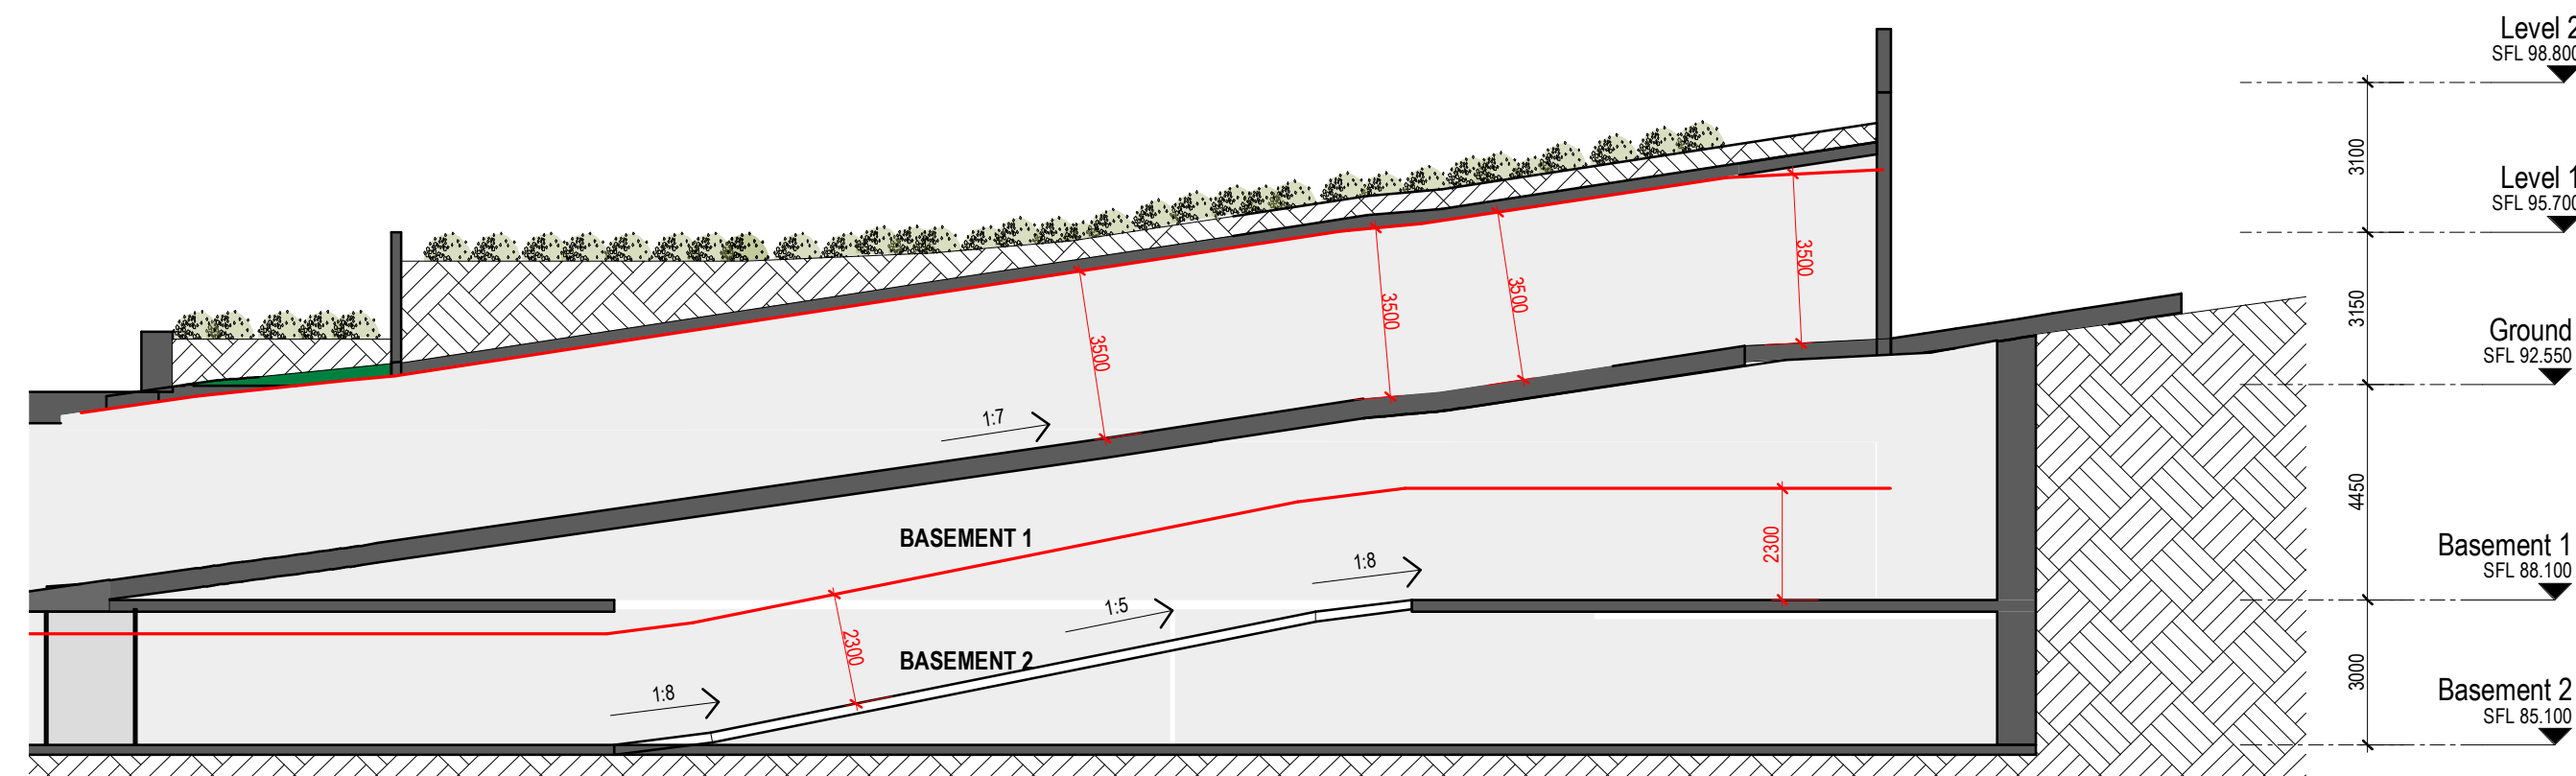 Level 2
SFL 98.800
3100
Level 1
SFL 95.700
3150
Ground
SFL 92.550
4450
Basement 1
SFL 88.100
3000
Basement 2
SFL 85.100
3500
3500
3500
3500
1:7
BASEMENT 1
2300
1:8
1:5
2300
BASEMENT 2
1:8